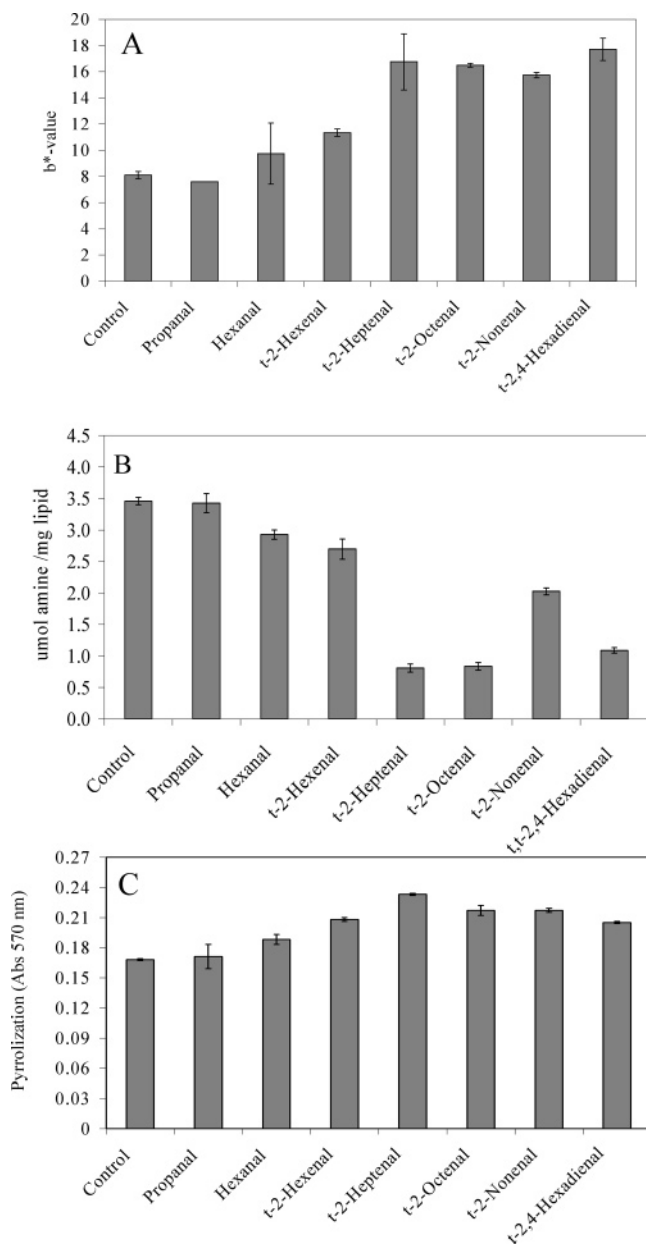 A
b*-value
20
18
16
14
12
10
8
6
4
2
0
Control
Propanal
Hexanal
t-2-Hexenal
t-2-Heptenal
t-2-Octenal
t-2-Nonenal
t-2,4-Hexadienal
B
umol amine /mg lipid
4.5
4.0
3.5
3.0
2.5
2.0
1.5
1.0
0.5
0.0
Control
Propanal
Hexanal
t-2-Hexenal
t-2-Heptenal
t-2-Octenal
t-2-Nonenal
t,t-2,4-Hexadienal
C
Pyrrolization (Abs 570 nm)
0.27
0.24
0.21
0.18
0.15
0.12
0.09
0.06
0.03
0
Control
Propanal
Hexanal
t-2-Hexenal
t-2-Heptenal
t-2-Octenal
t-2-Nonenal
t-2,4-Hexadienal